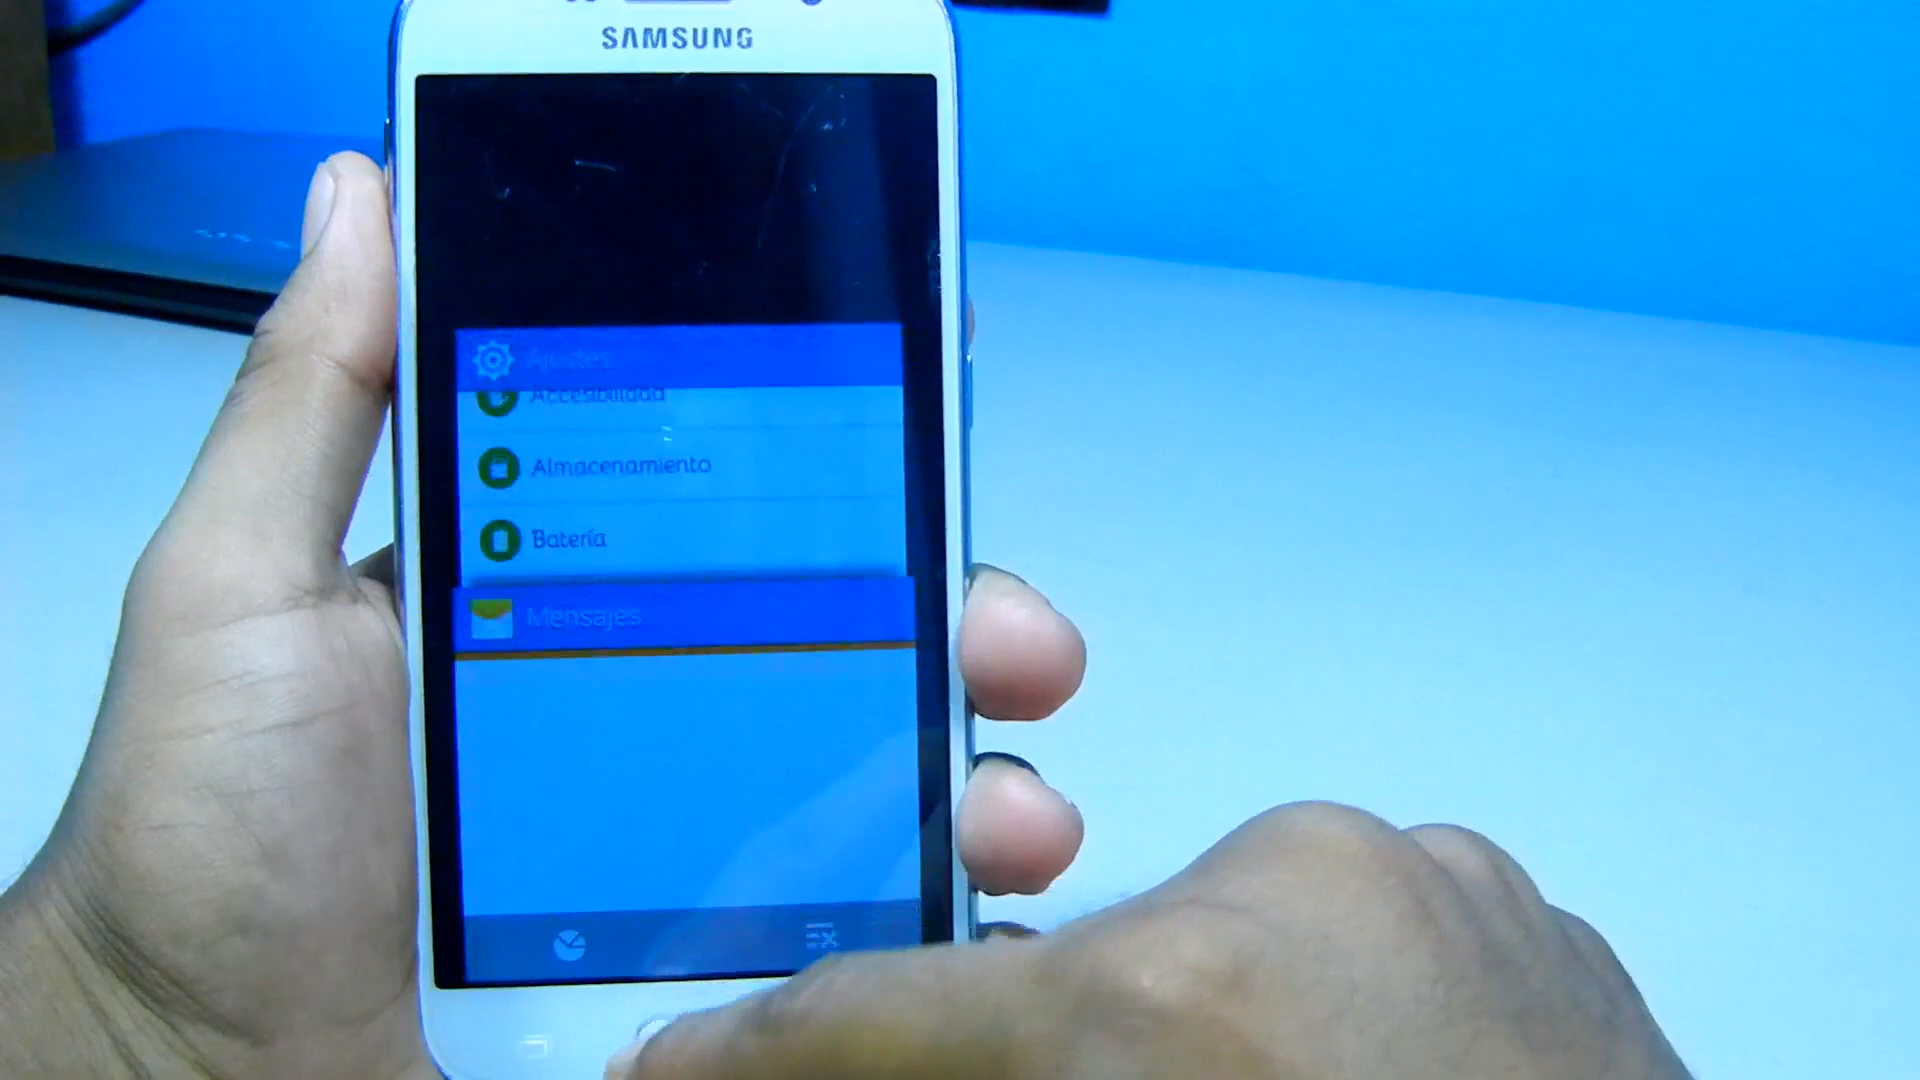 SAMSUNG
Ajustes
Accesibilidad
Almacenamiento
Batería
Mensajes